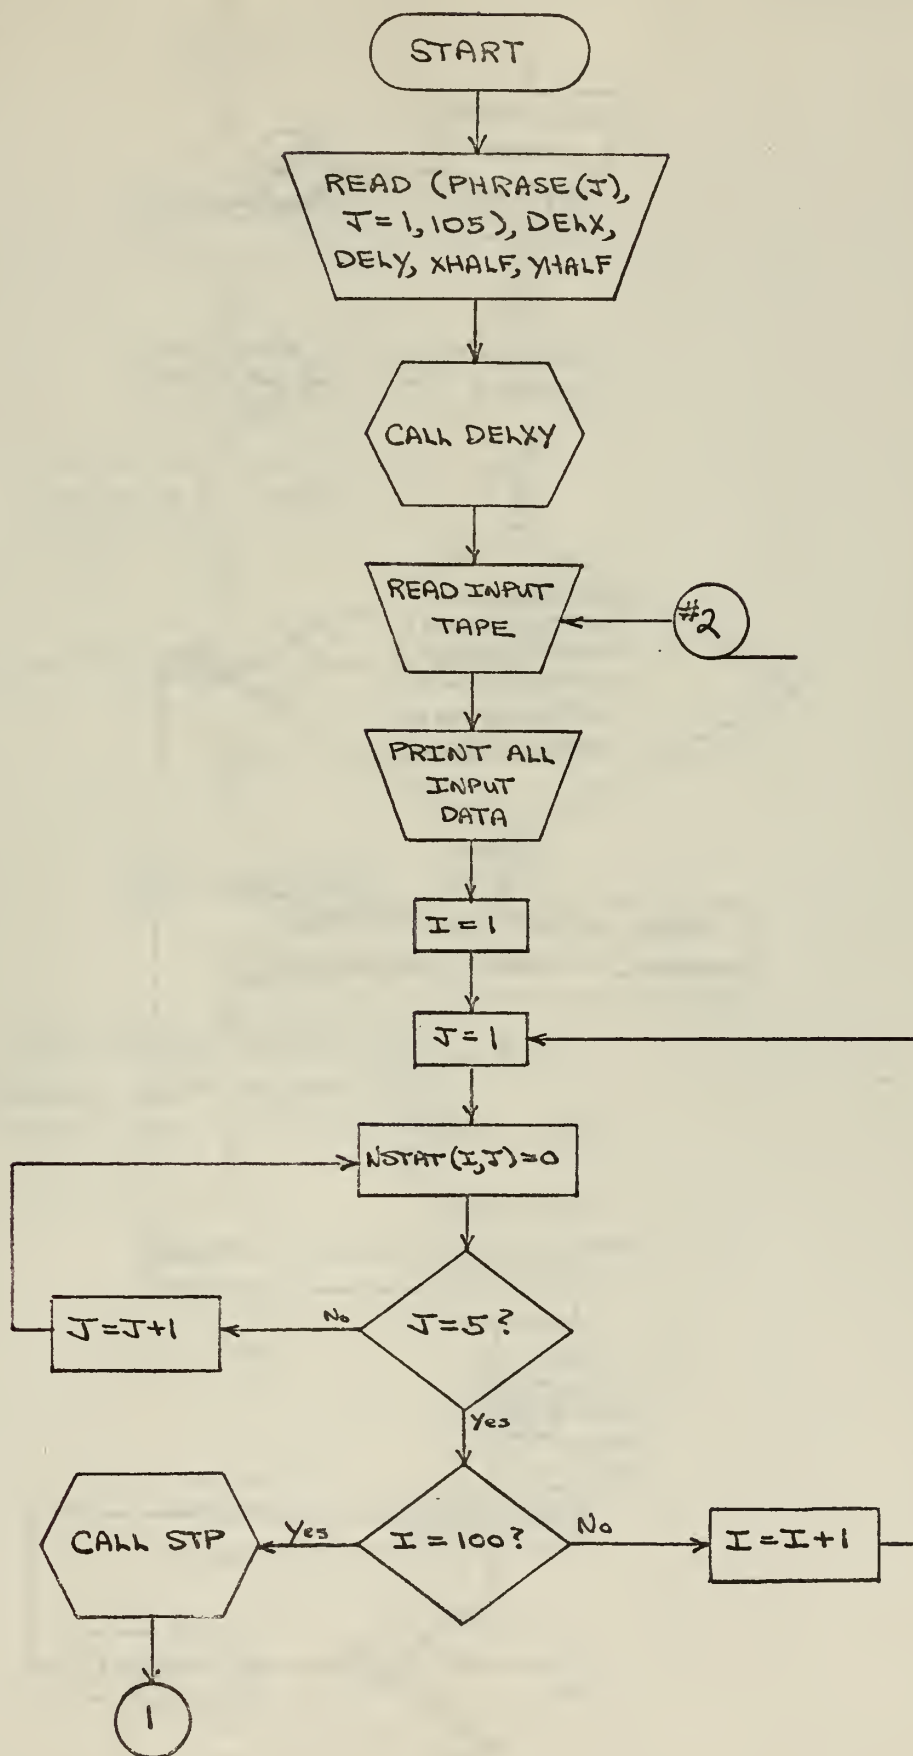 START
READ (PHRASE(J),
J=1,105), DELX,
DELY, XHALF, YHALF
CALL DELXY
READ INPUT
TAPE
#2
PRINT ALL
INPUT
DATA
I = 1
J = 1
NSTAT(I,J)=0
J=J+1
No
J=5?
Yes
CALL STP
Yes
I=100?
No
I=I+1
1